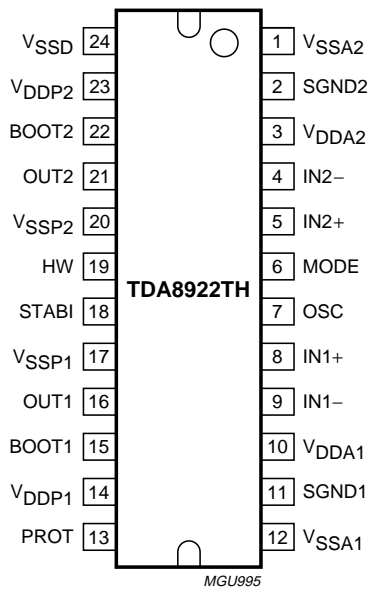 VSSD 24 1 VSSA2
VDDP2 23 2 SGND2
BOOT2 22 3 VDDA2
OUT2 21 4 IN2−
VSSP2 20 5 IN2+
HW 19 6 MODE
TDA8922TH
STABI 18 7 OSC
VSSP1 17 8 IN1+
OUT1 16 9 IN1−
BOOT1 15 10 VDDA1
VDDP1 14 11 SGND1
PROT 13 12 VSSA1
MGU995